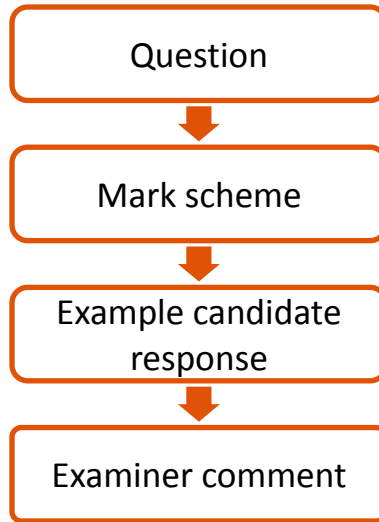 Question
Mark scheme
Example candidate
response
Examiner comment